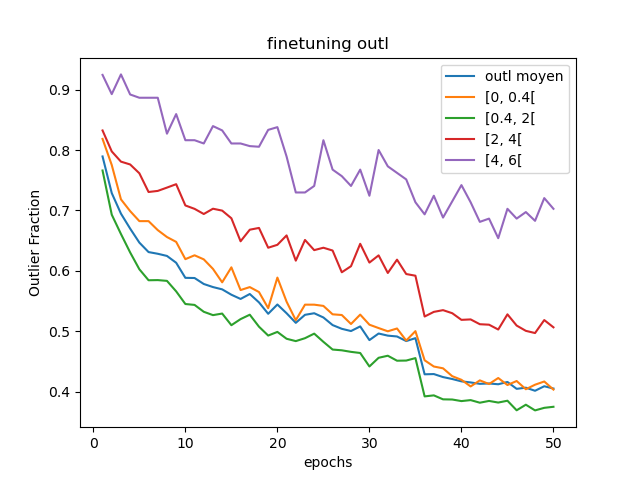 finetuning outl
outl moyen
[0, 0.4[
[0.4, 2[
[2, 4[
[4, 6[
Outlier Fraction
0.9
0.8
0.7
0.6
0.5
0.4
0 10 20 30 40 50
epochs